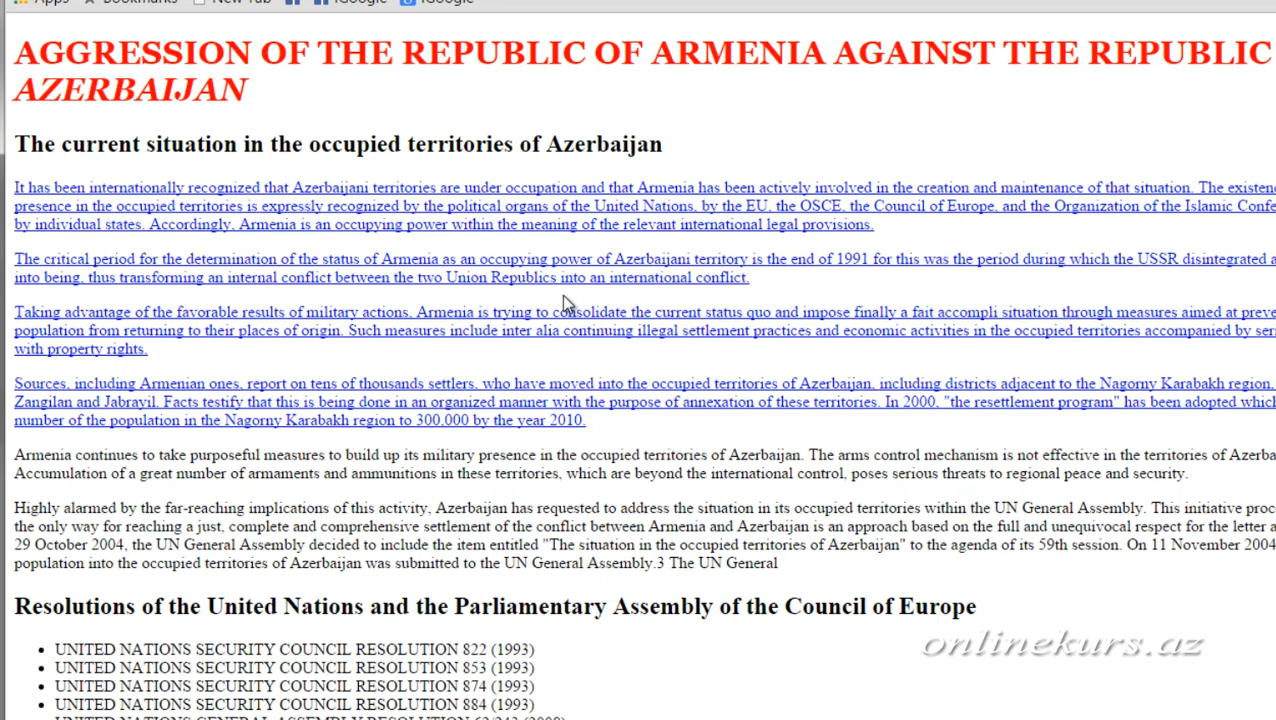 Apps Bookmarks New Tab iGoogle iGoogle
AGGRESSION OF THE REPUBLIC OF ARMENIA AGAINST THE REPUBLIC
AZERBAIJAN
The current situation in the occupied territories of Azerbaijan
It has been internationally recognized that Azerbaijani territories are under occupation and that Armenia has been actively involved in the creation and maintenance of that situation. The
presence in the occupied territories is expressly recognized by the political organs of the United Nations, by the EU, the OSCE, the Council of Europe, and the Organization of the Islamic
by individual states. Accordingly, Armenia is an occupying power within the meaning of the relevant international legal provisions.
The critical period for the determination of the status of Armenia as an occupying power of Azerbaijani territory is the end of 1991 for this was the period during which the USSR disintegrated
into being, thus transforming an internal conflict between the two Union Republics into an international conflict.
Taking advantage of the favorable results of military actions, Armenia is trying to consolidate the current status quo and impose finally a fait accompli situation through measures aimed at
population from returning to their places of origin. Such measures include inter alia continuing illegal settlement practices and economic activities in the occupied territories accompanied by
with property rights.
Sources, including Armenian ones, report on tens of thousands settlers, who have moved into the occupied territories of Azerbaijan, including districts adjacent to the Nagorny Karabakh region,
Zangilan and Jabrayil. Facts testify that this is being done in an organized manner with the purpose of annexation of these territories. In 2000, "the resettlement program" has been adopted
number of the population in the Nagorny Karabakh region to 300,000 by the year 2010.
Armenia continues to take purposeful measures to build up its military presence in the occupied territories of Azerbaijan. The arms control mechanism is not effective in the territories of
Accumulation of a great number of armaments and ammunitions in these territories, which are beyond the international control, poses serious threats to regional peace and security.
Highly alarmed by the far-reaching implications of this activity, Azerbaijan has requested to address the situation in its occupied territories within the UN General Assembly. This initiative
the only way for reaching a just, complete and comprehensive settlement of the conflict between Armenia and Azerbaijan is an approach based on the full and unequivocal respect for the letter
29 October 2004, the UN General Assembly decided to include the item entitled "The situation in the occupied territories of Azerbaijan" to the agenda of its 59th session. On 11 November 2004
population into the occupied territories of Azerbaijan was submitted to the UN General Assembly.3 The UN General
Resolutions of the United Nations and the Parliamentary Assembly of the Council of Europe
• UNITED NATIONS SECURITY COUNCIL RESOLUTION 822 (1993)
onlinekurs.az
• UNITED NATIONS SECURITY COUNCIL RESOLUTION 853 (1993)
• UNITED NATIONS SECURITY COUNCIL RESOLUTION 874 (1993)
• UNITED NATIONS SECURITY COUNCIL RESOLUTION 884 (1993)
UNITED NATIONS GENERAL ASSEMBLY RESOLUTION 62/243 (2008)